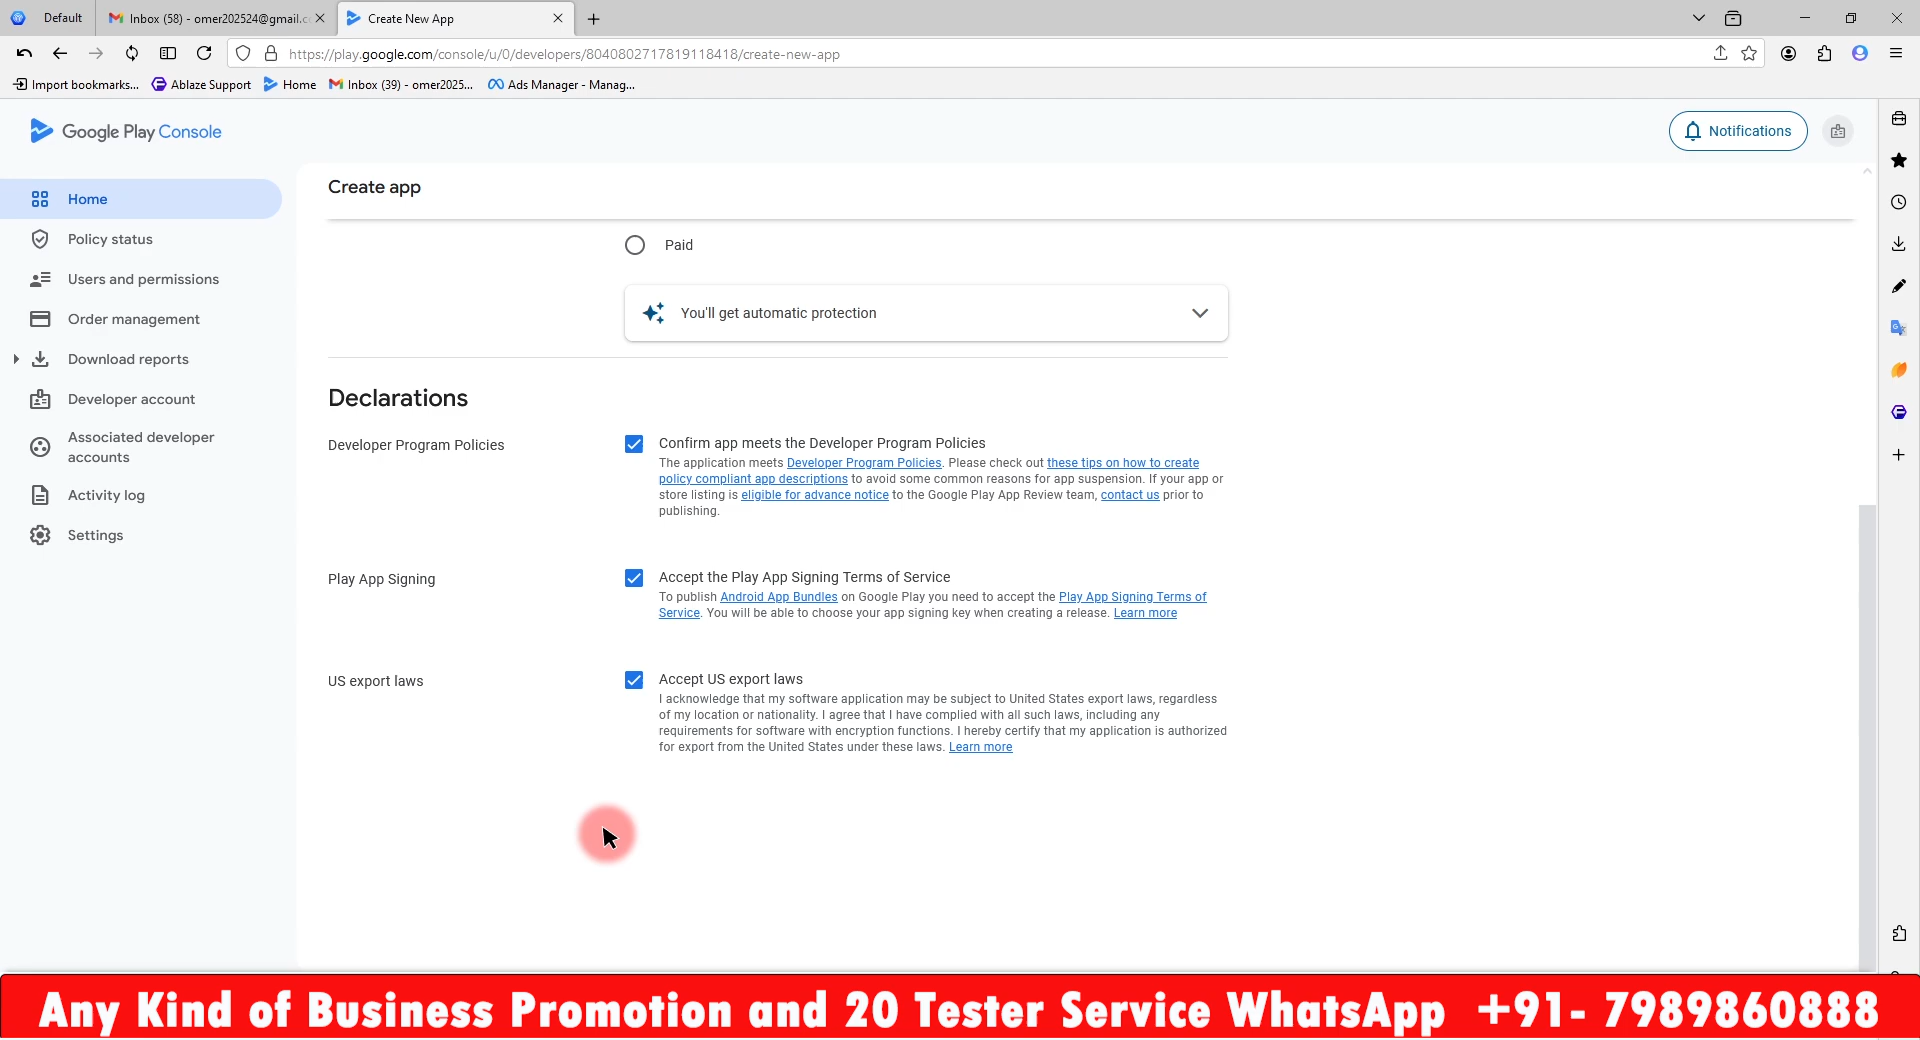 Default
Inbox (58) - omer202524@gmail.c
Create New App
https://play.google.com/console/u/0/developers/8040802717819118418/create-new-app
Import bookmarks...
Ablaze Support
Home
Inbox (39) - omer2025...
Ads Manager - Manag...
Google Play Console
Notifications
Home
Policy status
Users and permissions
Order management
Download reports
Developer account
Associated developer
accounts
Activity log
Settings
Create app
Paid
You'll get automatic protection
Declarations
Developer Program Policies
Confirm app meets the Developer Program Policies
The application meets Developer Program Policies. Please check out these tips on how to create
policy compliant app descriptions to avoid some common reasons for app suspension. If your app or
store listing is eligible for advance notice to the Google Play App Review team, contact us prior to
publishing.
Play App Signing
Accept the Play App Signing Terms of Service
To publish Android App Bundles on Google Play you need to accept the Play App Signing Terms of
Service. You will be able to choose your app signing key when creating a release. Learn more
US export laws
Accept US export laws
I acknowledge that my software application may be subject to United States export laws, regardless
of my location or nationality. I agree that I have complied with all such laws, including any
requirements for software with encryption functions. I hereby certify that my application is authorized
for export from the United States under these laws. Learn more
Any Kind of Business Promotion and 20 Tester Service WhatsApp +91- 7989860888